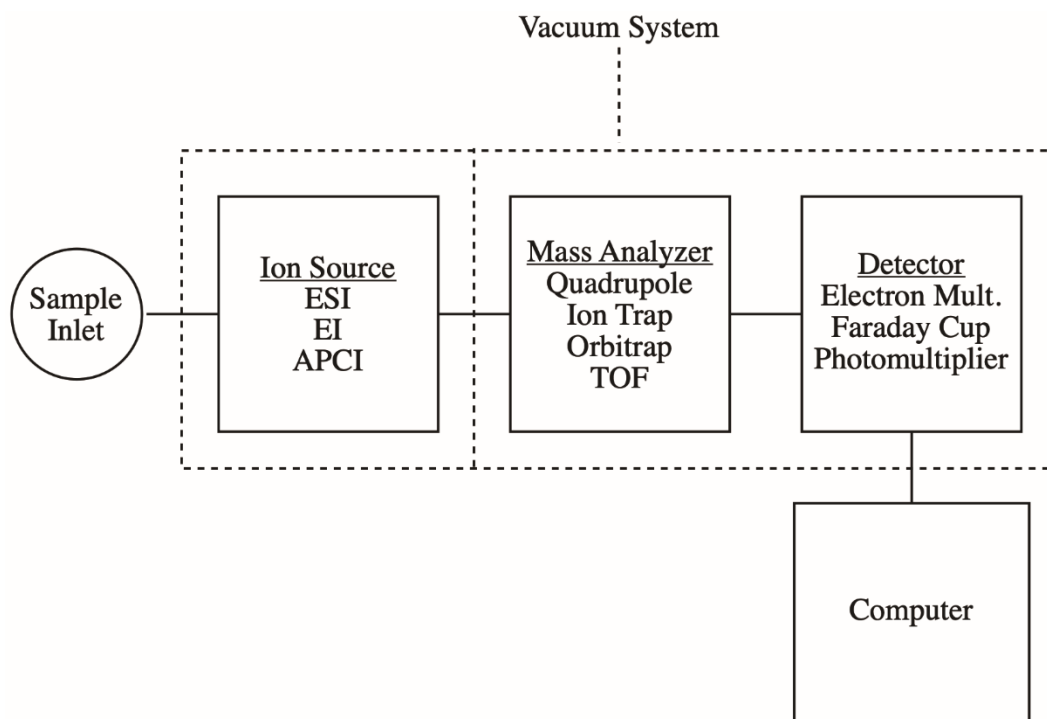 Vacuum System
Sample
Inlet
Ion Source
ESI
EI
APCI
Mass Analyzer
Quadrupole
Ion Trap
Orbitrap
TOF
Detector
Electron Mult.
Faraday Cup
Photomultiplier
Computer